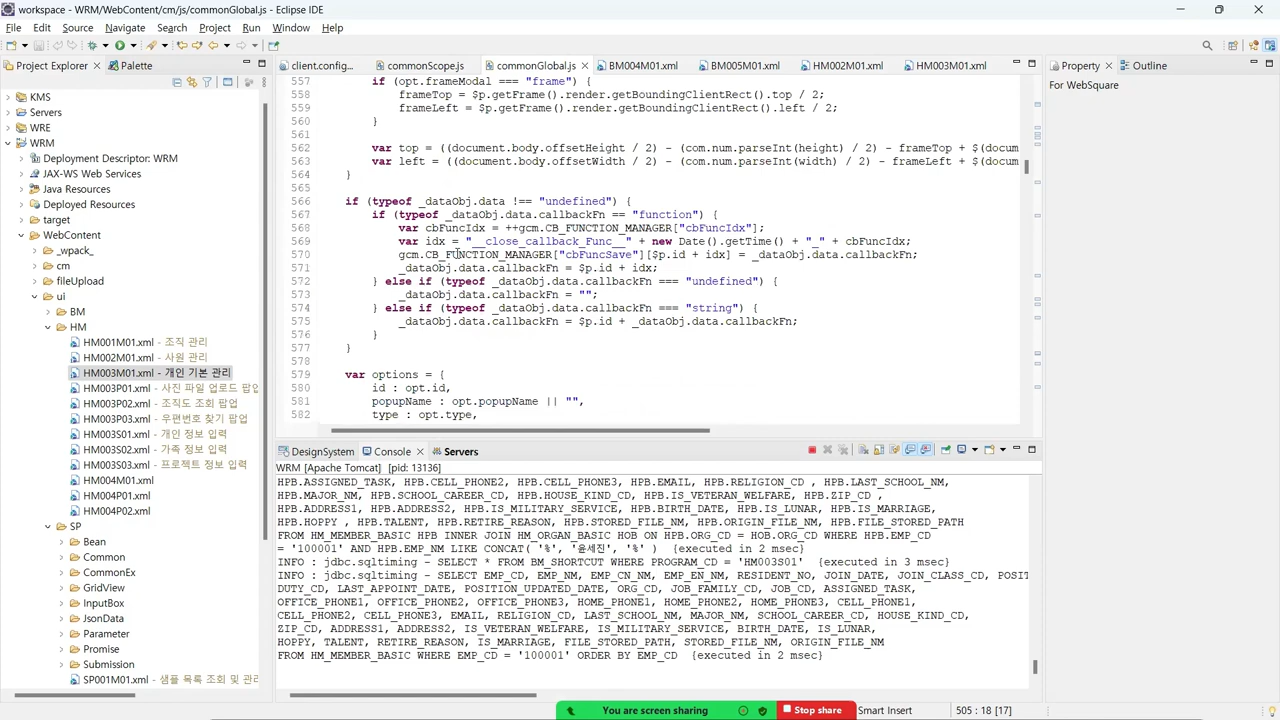 workspace - WRM/WebContent/cm/js/commonGlobal.js - Eclipse IDE
File Edit Source Navigate Search Project Run Window Help
Project Explorer Palette
KMS
Servers
WRE
WRM
Deployment Descriptor: WRM
JAX-WS Web Services
Java Resources
Deployed Resources
target
WebContent
_wpack_
cm
fileUpload
ui
BM
HM
HM001M01.xml - 조직 관리
HM002M01.xml - 사원 관리
HM003M01.xml - 개인 기본 관리
HM003P01.xml - 사진 파일 업로드 팝업
HM003P02.xml - 조직도 조회 팝업
HM003P03.xml - 우편번호 찾기 팝업
HM003S01.xml - 개인 정보 입력
HM003S02.xml - 가족 정보 입력
HM003S03.xml - 프로젝트 정보 입력
HM004M01.xml
HM004P01.xml
HM004P02.xml
SP
Bean
Common
CommonEx
GridView
InputBox
JsonData
Parameter
Promise
Submission
SP001M01.xml - 샘플 목록 조회 및 관리
client.config... commonScope.js commonGlobal.js BM004M01.xml BM005M01.xml HM002M01.xml HM003M01.xml
557 if (opt.frameModal === "frame") {
558 frameTop = $p.getFrame().render.getBoundingClientRect().top / 2;
559 frameLeft = $p.getFrame().render.getBoundingClientRect().left / 2;
560 }
561
562 var top = ((document.body.offsetHeight / 2) - (com.num.parseInt(height) / 2) - frameTop + $(docum
563 var left = ((document.body.offsetWidth / 2) - (com.num.parseInt(width) / 2) - frameLeft + $(docum
564 }
565
566 if (typeof _dataObj.data !== "undefined") {
567 if (typeof _dataObj.data.callbackFn == "function") {
568 var cbFuncIdx = ++gcm.CB_FUNCTION_MANAGER["cbFuncIdx"];
569 var idx = "__close_callback_Func__" + new Date().getTime() + "_" + cbFuncIdx;
570 gcm.CB_FUNCTION_MANAGER["cbFuncSave"][$p.id + idx] = _dataObj.data.callbackFn;
571 _dataObj.data.callbackFn = $p.id + idx;
572 } else if (typeof _dataObj.data.callbackFn === "undefined") {
573 _dataObj.data.callbackFn = "";
574 } else if (typeof _dataObj.data.callbackFn === "string") {
575 _dataObj.data.callbackFn = $p.id + _dataObj.data.callbackFn;
576 }
577 }
578
579 var options = {
580 id : opt.id,
581 popupName : opt.popupName || "",
582 type : opt.type,
DesignSystem Console Servers
WRM [Apache Tomcat] [pid: 13136]
HPB.ASSIGNED_TASK, HPB.CELL_PHONE2, HPB.CELL_PHONE3, HPB.EMAIL, HPB.RELIGION_CD , HPB.LAST_SCHOOL_NM,
HPB.MAJOR_NM, HPB.SCHOOL_CAREER_CD, HPB.HOUSE_KIND_CD, HPB.IS_VETERAN_WELFARE, HPB.ZIP_CD ,
HPB.ADDRESS1, HPB.ADDRESS2, HPB.IS_MILITARY_SERVICE, HPB.BIRTH_DATE, HPB.IS_LUNAR, HPB.IS_MARRIAGE,
HPB.HOPPY , HPB.TALENT, HPB.RETIRE_REASON, HPB.STORED_FILE_NM, HPB.ORIGIN_FILE_NM, HPB.FILE_STORED_PATH
FROM HM_MEMBER_BASIC HPB INNER JOIN HM_ORGAN_BASIC HOB ON HPB.ORG_CD = HOB.ORG_CD WHERE HPB.EMP_CD
= '100001' AND HPB.EMP_NM LIKE CONCAT( '%', '윤세진', '%' ) {executed in 2 msec}
INFO : jdbc.sqltiming - SELECT * FROM BM_SHORTCUT WHERE PROGRAM_CD = 'HM003S01' {executed in 3 msec}
INFO : jdbc.sqltiming - SELECT EMP_CD, EMP_NM, EMP_CN_NM, EMP_EN_NM, RESIDENT_NO, JOIN_DATE, JOIN_CLASS_CD, POSIT
DUTY_CD, LAST_APPOINT_DATE, POSITION_UPDATED_DATE, ORG_CD, JOB_FAMILY_CD, JOB_CD, ASSIGNED_TASK,
OFFICE_PHONE1, OFFICE_PHONE2, OFFICE_PHONE3, HOME_PHONE1, HOME_PHONE2, HOME_PHONE3, CELL_PHONE1,
CELL_PHONE2, CELL_PHONE3, EMAIL, RELIGION_CD, LAST_SCHOOL_NM, MAJOR_NM, SCHOOL_CAREER_CD, HOUSE_KIND_CD,
ZIP_CD, ADDRESS1, ADDRESS2, IS_VETERAN_WELFARE, IS_MILITARY_SERVICE, BIRTH_DATE, IS_LUNAR,
HOPPY, TALENT, RETIRE_REASON, IS_MARRIAGE, FILE_STORED_PATH, STORED_FILE_NM, ORIGIN_FILE_NM
FROM HM_MEMBER_BASIC WHERE EMP_CD = '100001' ORDER BY EMP_CD {executed in 2 msec}
Property Outline
For WebSquare
You are screen sharing Stop share Smart Insert 505 : 18 [17]